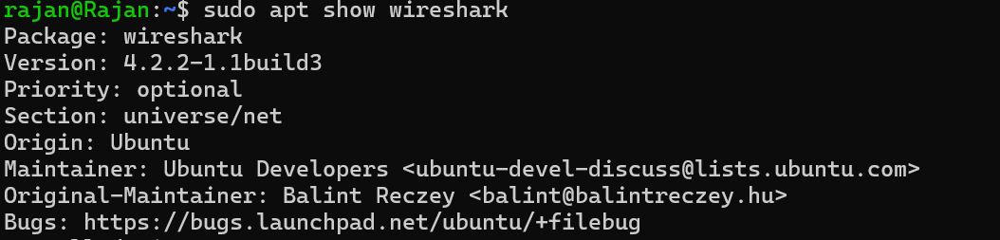 rajan@Rajan:~$ sudo apt show wireshark
Package: wireshark
Version: 4.2.2-1.1build3
Priority: optional
Section: universe/net
Origin: Ubuntu
Maintainer: Ubuntu Developers <ubuntu-devel-discuss@lists.ubuntu.com>
Original-Maintainer: Balint Reczey <balint@balintreczey.hu>
Bugs: https://bugs.launchpad.net/ubuntu/+filebug